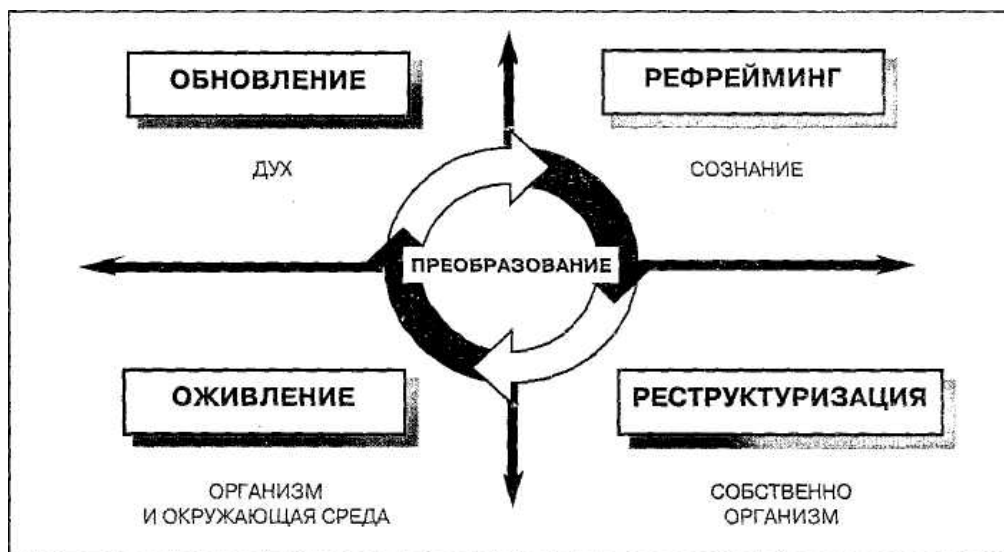 ОБНОВЛЕНИЕ
РЕФРЕЙМИНГ
ДУХ
СОЗНАНИЕ
ПРЕОБРАЗОВАНИЕ
ОЖИВЛЕНИЕ
РЕСТРУКТУРИЗАЦИЯ
ОРГАНИЗМ
И ОКРУЖАЮЩАЯ СРЕДА
СОБСТВЕННО
ОРГАНИЗМ